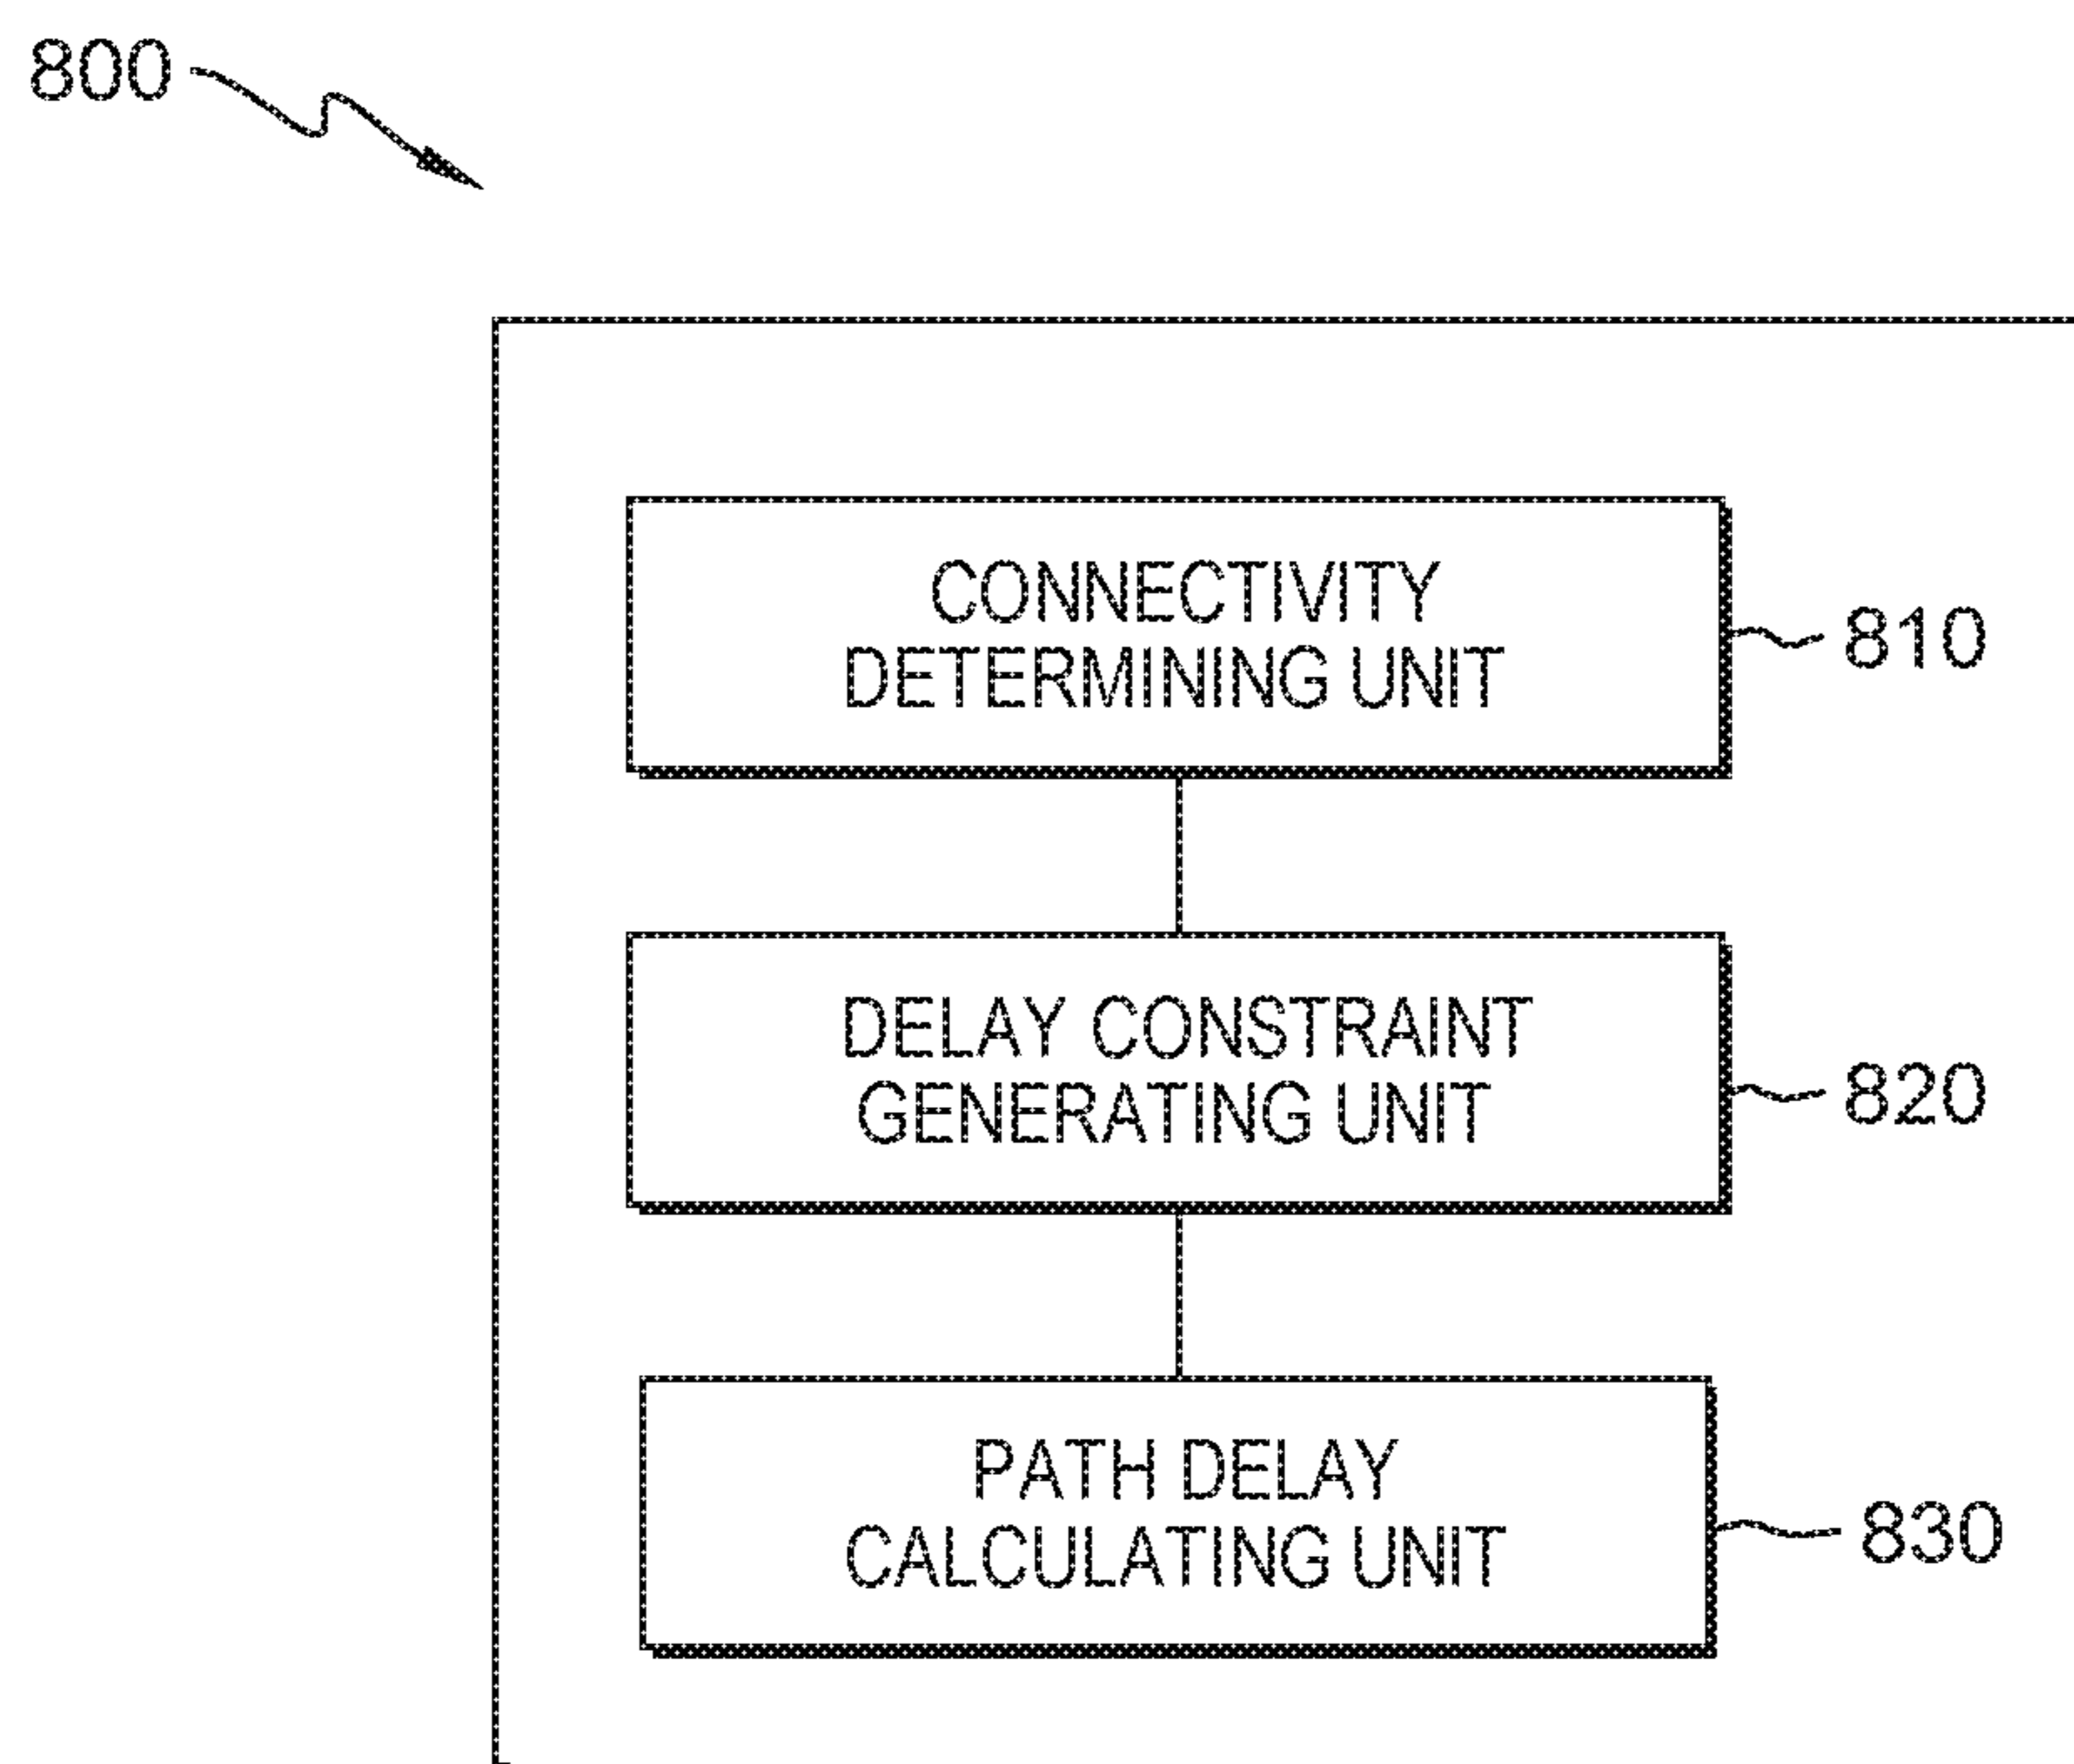 800
CONNECTIVITY
DETERMINING UNIT
810
DELAY CONSTRAINT
GENERATING UNIT
820
PATH DELAY
CALCULATING UNIT
830